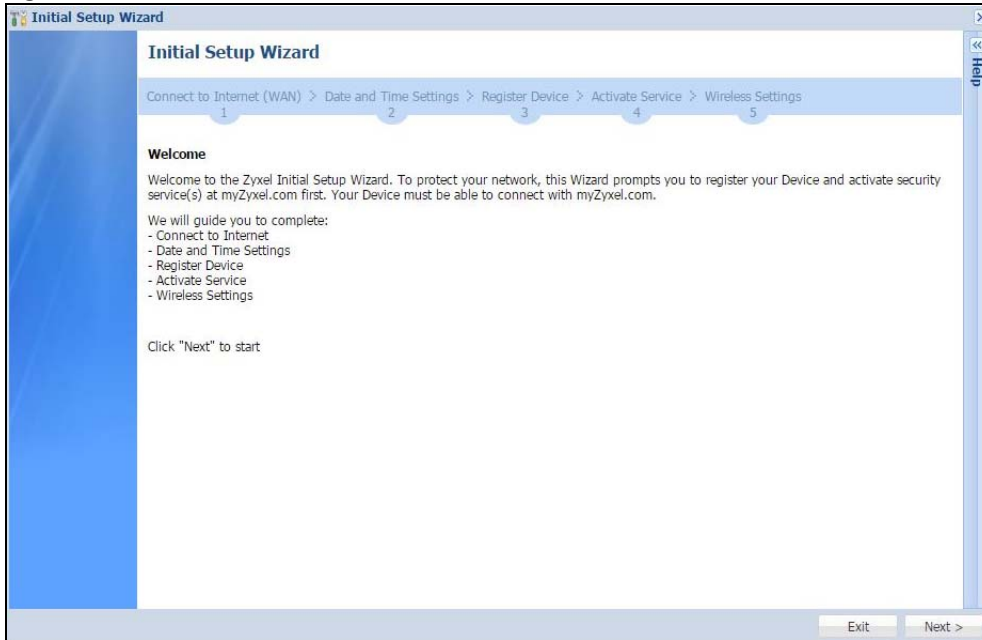 Initial Setup Wizard
Help
Initial Setup Wizard
Connect to Internet (WAN) > Date and Time Settings > Register Device > Activate Service > Wireless Settings
1 2 3 4 5
Welcome
Welcome to the Zyxel Initial Setup Wizard. To protect your network, this Wizard prompts you to register your Device and activate security
service(s) at myZyxel.com first. Your Device must be able to connect with myZyxel.com.
We will guide you to complete:
- Connect to Internet
- Date and Time Settings
- Register Device
- Activate Service
- Wireless Settings
Click "Next" to start
Exit Next >